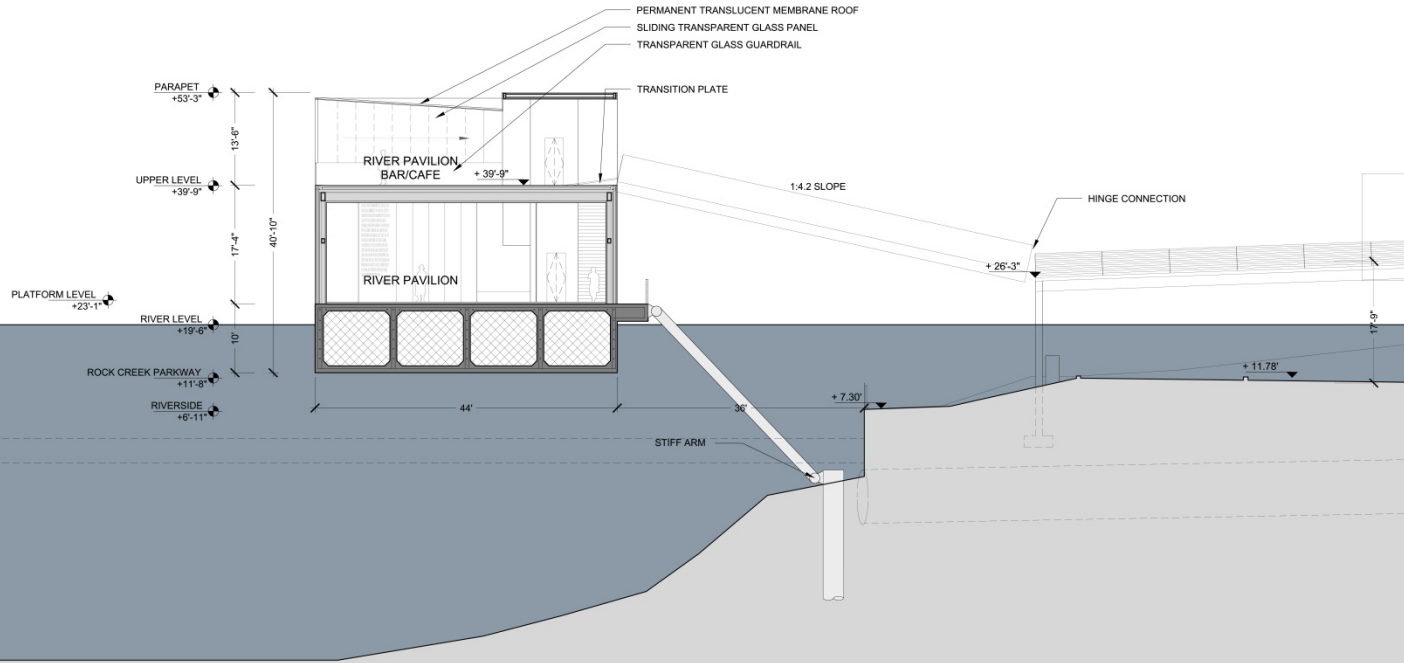 PERMANENT TRANSLUCENT MEMBRANE ROOF
SLIDING TRANSPARENT GLASS PANEL
TRANSPARENT GLASS GUARDRAIL
TRANSITION PLATE
PARAPET
+53'-3"
13'-6"
RIVER PAVILION
BAR/CAFE
+ 39'-9"
UPPER LEVEL
+39'-9"
1:4.2 SLOPE
HINGE CONNECTION
40'-10"
17'-4"
+ 26'-3"
RIVER PAVILION
PLATFORM LEVEL
+23'-1"
RIVER LEVEL
+19'-6"
10'
17'-9"
ROCK CREEK PARKWAY
+11'-8"
+ 11.78'
RIVERSIDE
+6'-11"
44'
36'
+ 7.30'
STIFF ARM